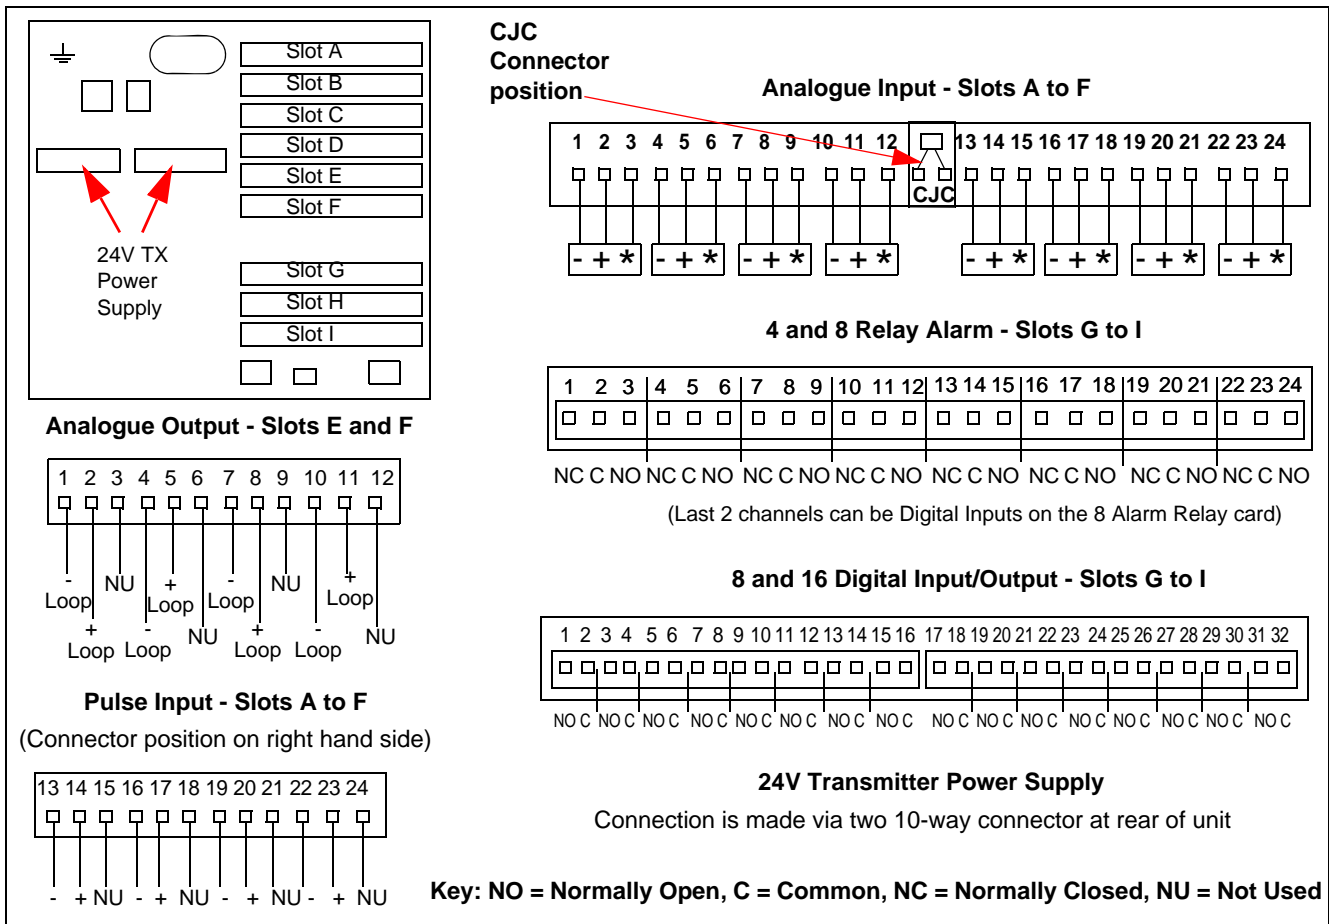 Slot A
Slot B
Slot C
Slot D
Slot E
Slot F
Slot G
Slot H
Slot I
24V TX
Power
Supply
CJC
Connector
position
Analogue Input - Slots A to F
1 2 3 4 5 6 7 8 9 10 11 12 13 14 15 16 17 18 19 20 21 22 23 24
CJC
- + * - + * - + * - + * - + * - + * - + * - + *
4 and 8 Relay Alarm - Slots G to I
1 2 3 4 5 6 7 8 9 10 11 12 13 14 15 16 17 18 19 20 21 22 23 24
NC C NO NC C NO NC C NO NC C NO NC C NO NC C NO NC C NO NC C NO
(Last 2 channels can be Digital Inputs on the 8 Alarm Relay card)
Analogue Output - Slots E and F
1 2 3 4 5 6 7 8 9 10 11 12
- NU + - NU +
Loop Loop Loop Loop
+ - NU + - NU
Loop Loop Loop Loop
8 and 16 Digital Input/Output - Slots G to I
1 2 3 4 5 6 7 8 9 10 11 12 13 14 15 16 17 18 19 20 21 22 23 24 25 26 27 28 29 30 31 32
NO C NO C NO C NO C NO C NO C NO C NO C NO C NO C NO C NO C NO C NO C NO C NO C
Pulse Input - Slots A to F
(Connector position on right hand side)
13 14 15 16 17 18 19 20 21 22 23 24
- + NU - + NU - + NU - + NU
24V Transmitter Power Supply
Connection is made via two 10-way connector at rear of unit
Key: NO = Normally Open, C = Common, NC = Normally Closed, NU = Not Used